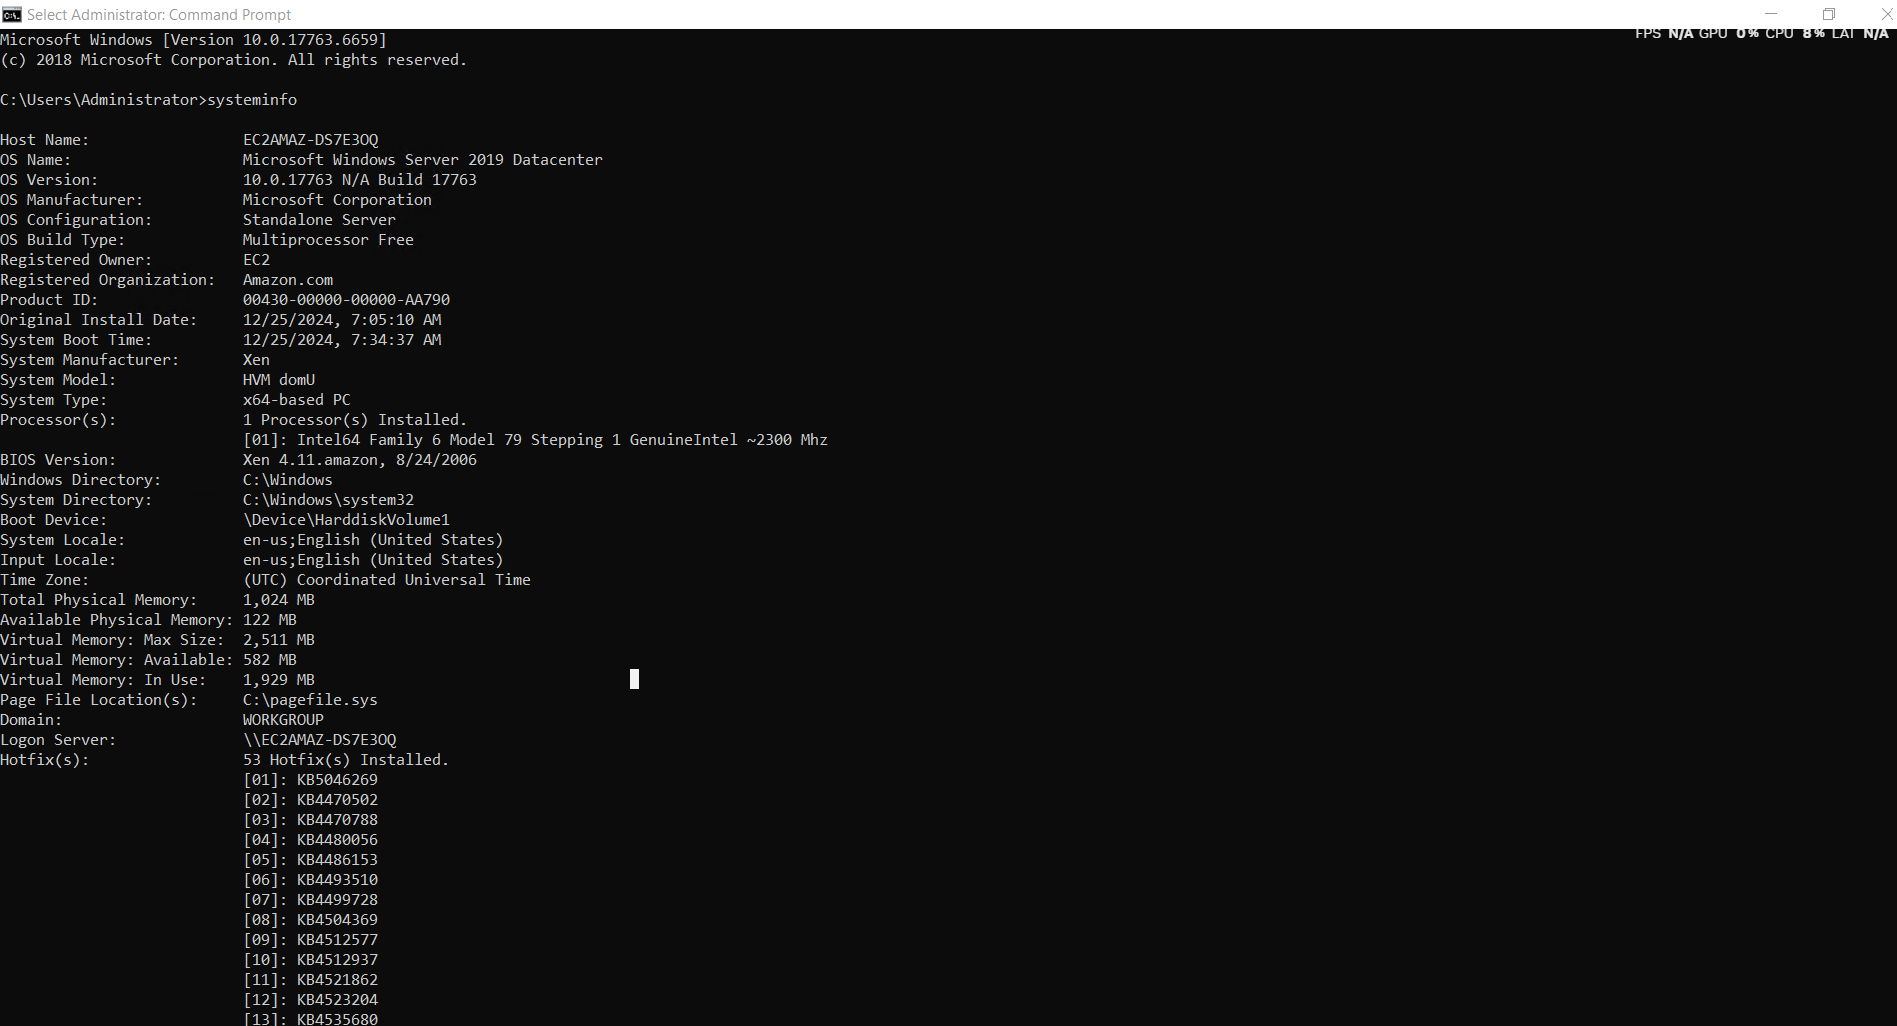 Select Administrator: Command Prompt
FPS N/A GPU 0% CPU 8% LAT N/A
Microsoft Windows [Version 10.0.17763.6659]
(c) 2018 Microsoft Corporation. All rights reserved.
C:\Users\Administrator>systeminfo
Host Name: EC2AMAZ-DS7E3OQ
OS Name: Microsoft Windows Server 2019 Datacenter
OS Version: 10.0.17763 N/A Build 17763
OS Manufacturer: Microsoft Corporation
OS Configuration: Standalone Server
OS Build Type: Multiprocessor Free
Registered Owner: EC2
Registered Organization: Amazon.com
Product ID: 00430-00000-00000-AA790
Original Install Date: 12/25/2024, 7:05:10 AM
System Boot Time: 12/25/2024, 7:34:37 AM
System Manufacturer: Xen
System Model: HVM domU
System Type: x64-based PC
Processor(s): 1 Processor(s) Installed.
[01]: Intel64 Family 6 Model 79 Stepping 1 GenuineIntel ~2300 Mhz
BIOS Version: Xen 4.11.amazon, 8/24/2006
Windows Directory: C:\Windows
System Directory: C:\Windows\system32
Boot Device: \Device\HarddiskVolume1
System Locale: en-us;English (United States)
Input Locale: en-us;English (United States)
Time Zone: (UTC) Coordinated Universal Time
Total Physical Memory: 1,024 MB
Available Physical Memory: 122 MB
Virtual Memory: Max Size: 2,511 MB
Virtual Memory: Available: 582 MB
Virtual Memory: In Use: 1,929 MB
Page File Location(s): C:\pagefile.sys
Domain: WORKGROUP
Logon Server: \\EC2AMAZ-DS7E3OQ
Hotfix(s): 53 Hotfix(s) Installed.
[01]: KB5046269
[02]: KB4470502
[03]: KB4470788
[04]: KB4480056
[05]: KB4486153
[06]: KB4493510
[07]: KB4499728
[08]: KB4504369
[09]: KB4512577
[10]: KB4512937
[11]: KB4521862
[12]: KB4523204
[13]: KB4535680